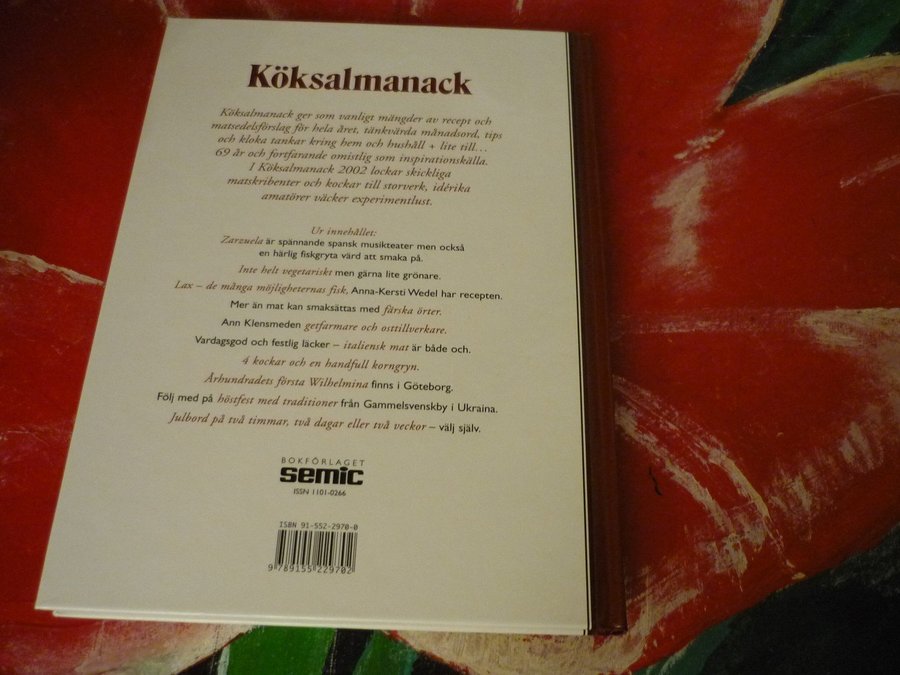 Köksalmanack
Köksalmanack ger som vanligt mängder av recept och
matsedelsförslag för hela året, tänkvärda månadsord, tips
och kloka tankar kring hem och hushåll + lite till...
69 år och fortfarande omistlig som inspirationskälla.
I Köksalmanack 2002 lockar skickliga
matskribenter och kockar till storverk, idérika
amatörer väcker experimentlust.
Ur innehållet:
Zarzuela är spännande spansk musikteater men också
en härlig fiskgryta värd att smaka på.
Inte helt vegetariskt men gärna lite grönare.
Lax – de många möjligheternas fisk. Anna-Kersti Wedel har recepten.
Mer än mat kan smaksättas med färska örter.
Ann Klensmeden getfarmare och osttillverkare.
Vardagsgod och festlig läcker – italiensk mat är både och.
4 kockar och en handfull korngryn.
Århundradets första Wilhelmina finns i Göteborg.
Följ med på höstfest med traditioner från Gammelsvenskby i Ukraina.
Julbord på två timmar, två dagar eller två veckor – välj själv.
BOKFÖRLAGET
semic
ISSN 1101-0266
ISBN 91-552-2970-0
9 789155 229702